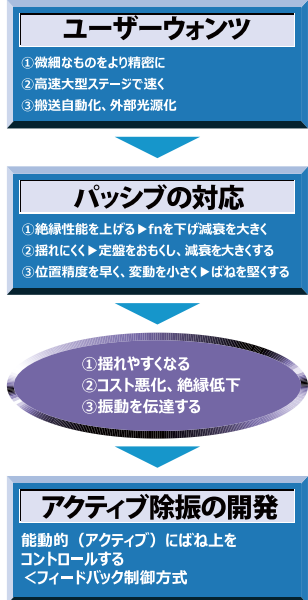 ユーザーウォンツ
①微細なものをより精密に
②高速大型ステージで速く
③搬送自動化、外部光源化
パッシブの対応
①絶縁性能を上げる▶fnを下げ減衰を大きく
②揺れにくく▶定盤をおもくし、減衰を大きくする
③位置精度を早く、変動を小さく▶ばねを堅くする
①揺れやすくなる
②コスト悪化、絶縁低下
③振動を伝達する
アクティブ除振の開発
能動的（アクティブ）にばね上を
コントロールする
＜フィードバック制御方式